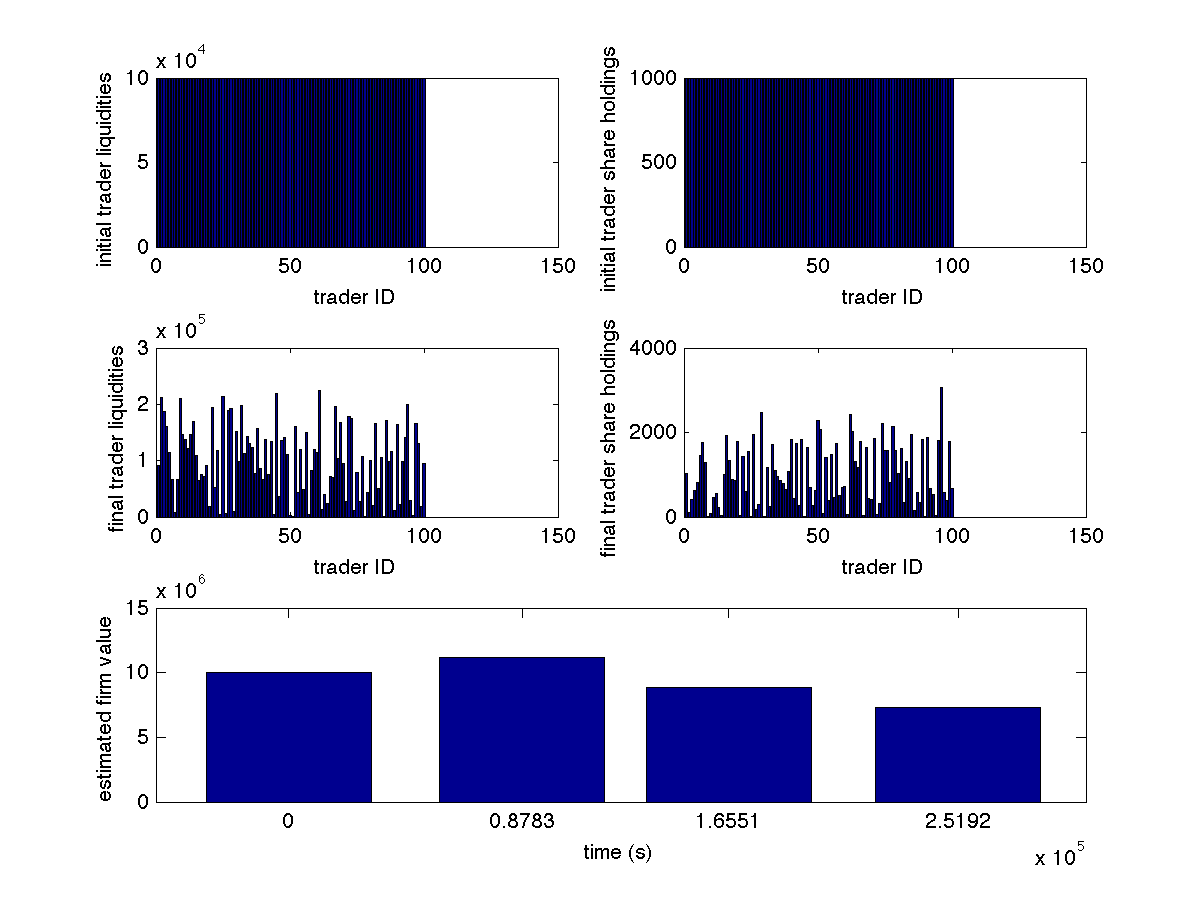 x 10^4
10
5
0
initial trader liquidities
0 50 100 150
trader ID
1000
500
0
initial trader share holdings
0 50 100 150
trader ID
x 10^5
3
2
1
0
final trader liquidities
0 50 100 150
trader ID
4000
2000
0
final trader share holdings
0 50 100 150
trader ID
x 10^6
15
10
5
0
estimated firm value
0 0.8783 1.6551 2.5192
time (s)
x 10^5